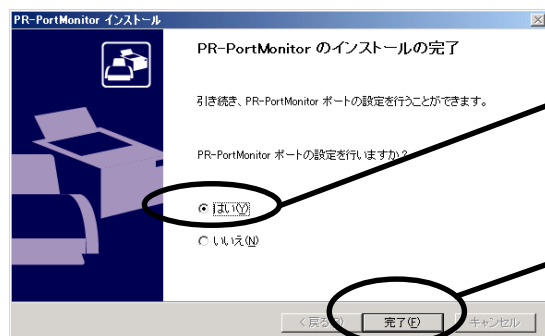 PR-PortMonitor インストール
PR-PortMonitor のインストールの完了
引き続き、PR-PortMonitor ポートの設定を行うことができます。
PR-PortMonitor ポートの設定を行いますか?
はい(Y)
いいえ(N)
< 戻る(B) 完了(F) キャンセル